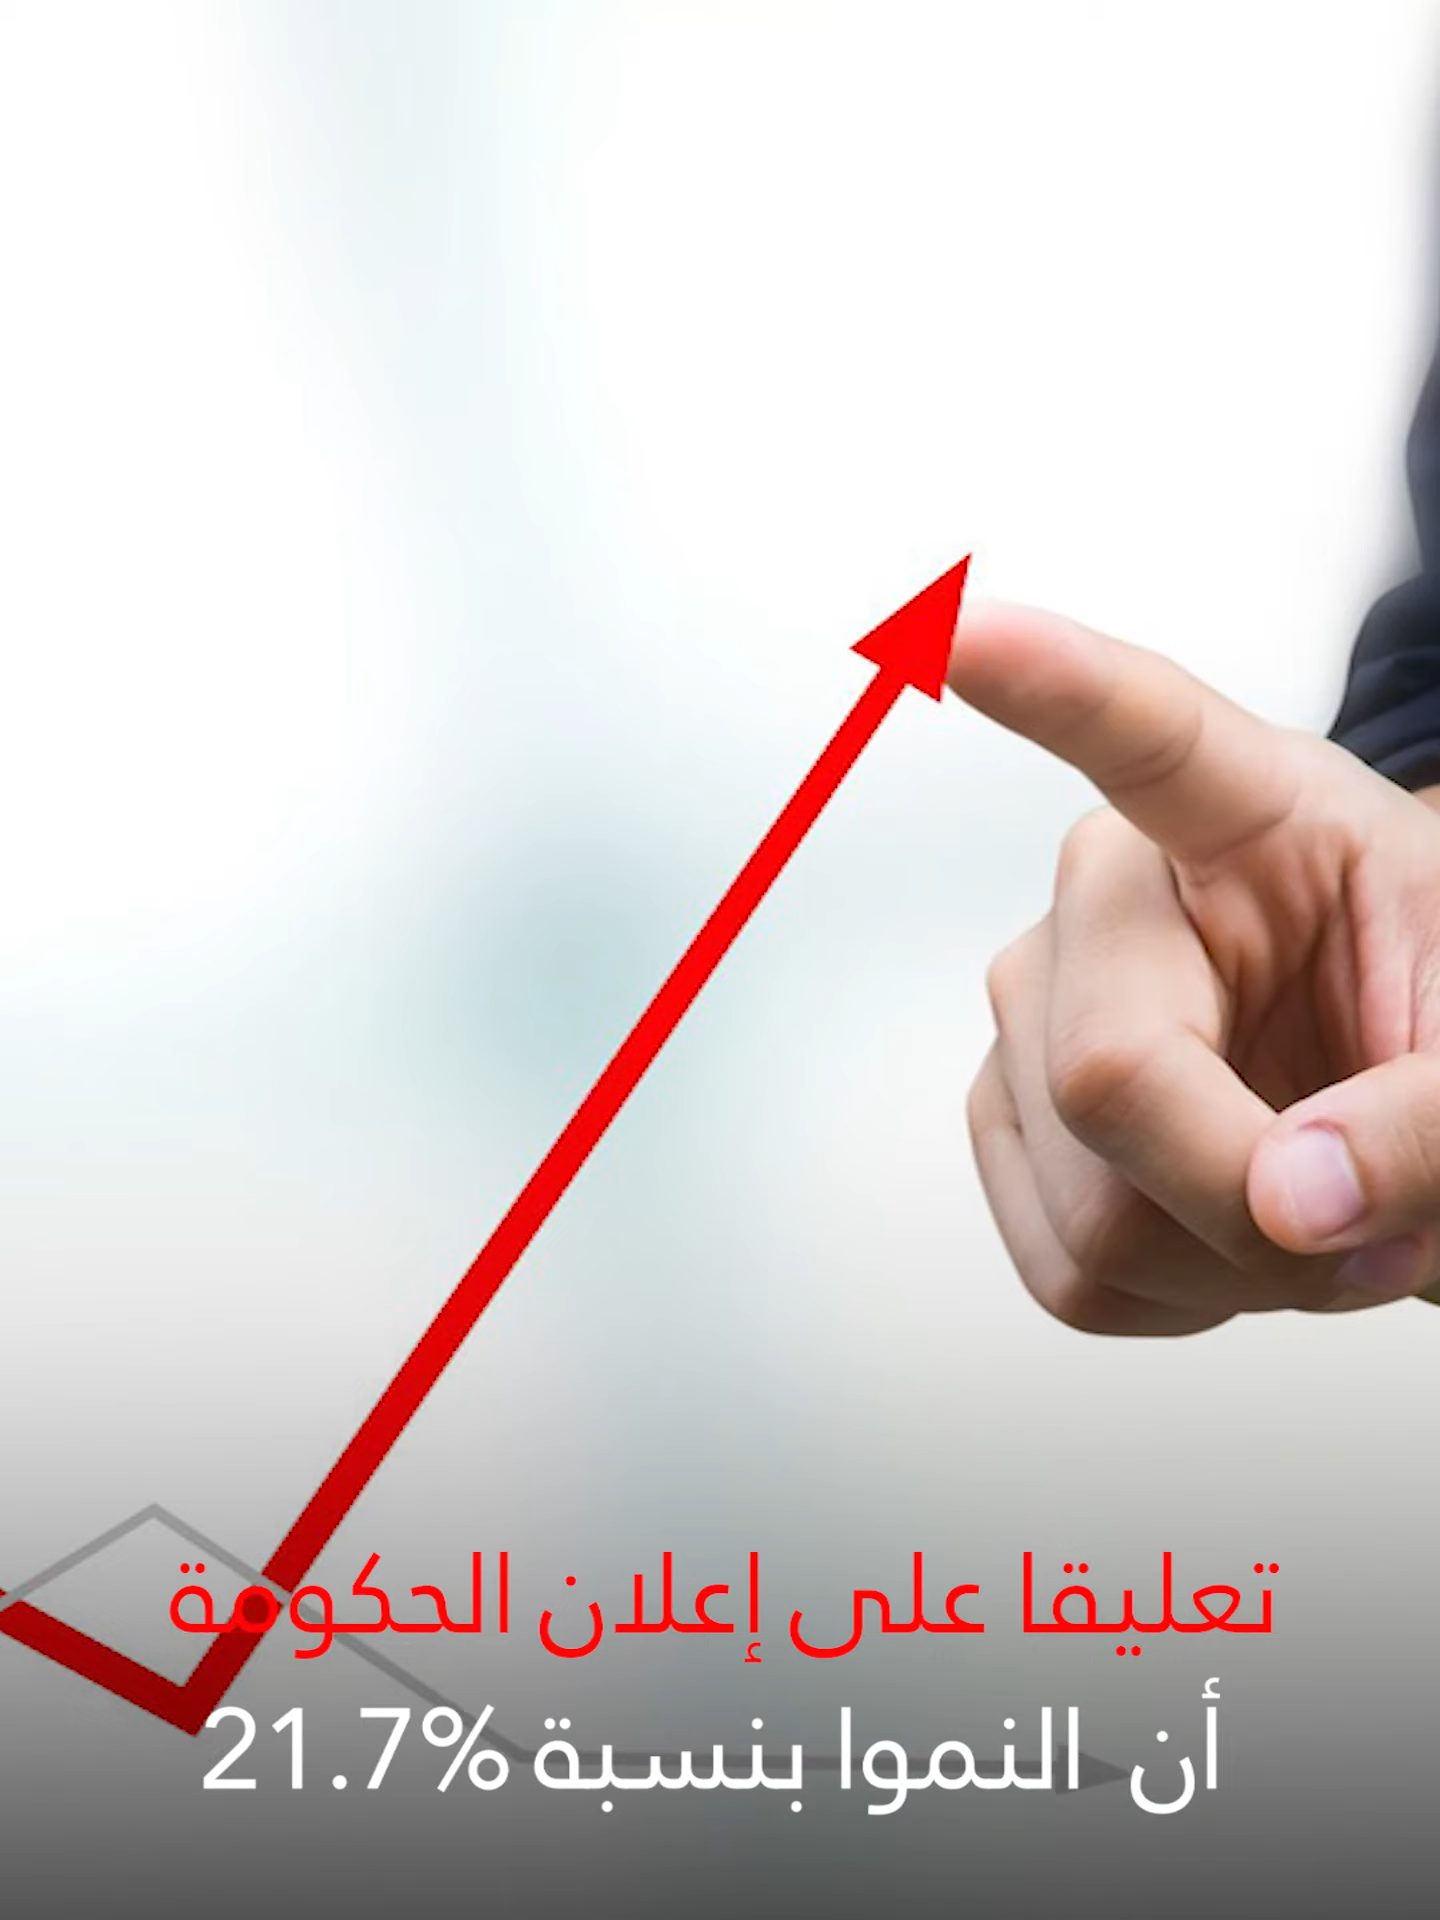 تعليقا على إعلان الحكومة
أن النموا بنسبة 21.7%